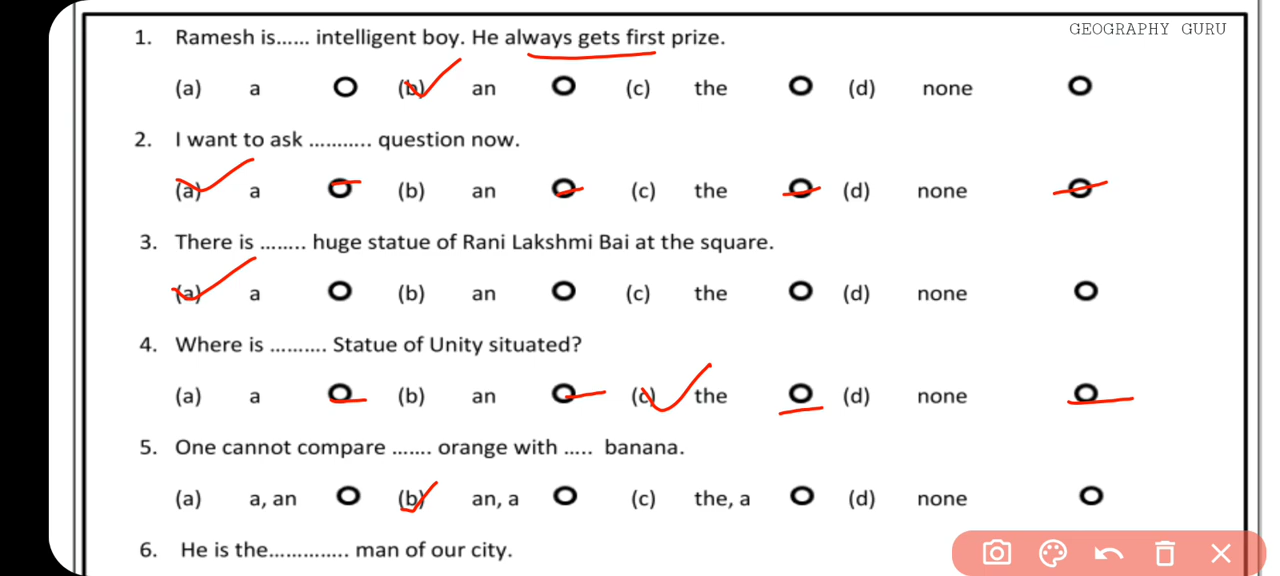 GEOGRAPHY GURU
1. Ramesh is...... intelligent boy. He always gets first prize.
(a) a (b) an (c) the (d) none
2. I want to ask ........... question now.
(a) a (b) an (c) the (d) none
3. There is ........ huge statue of Rani Lakshmi Bai at the square.
(a) a (b) an (c) the (d) none
4. Where is .......... Statue of Unity situated?
(a) a (b) an (c) the (d) none
5. One cannot compare ....... orange with ..... banana.
(a) a, an (b) an, a (c) the, a (d) none
6. He is the.............. man of our city.